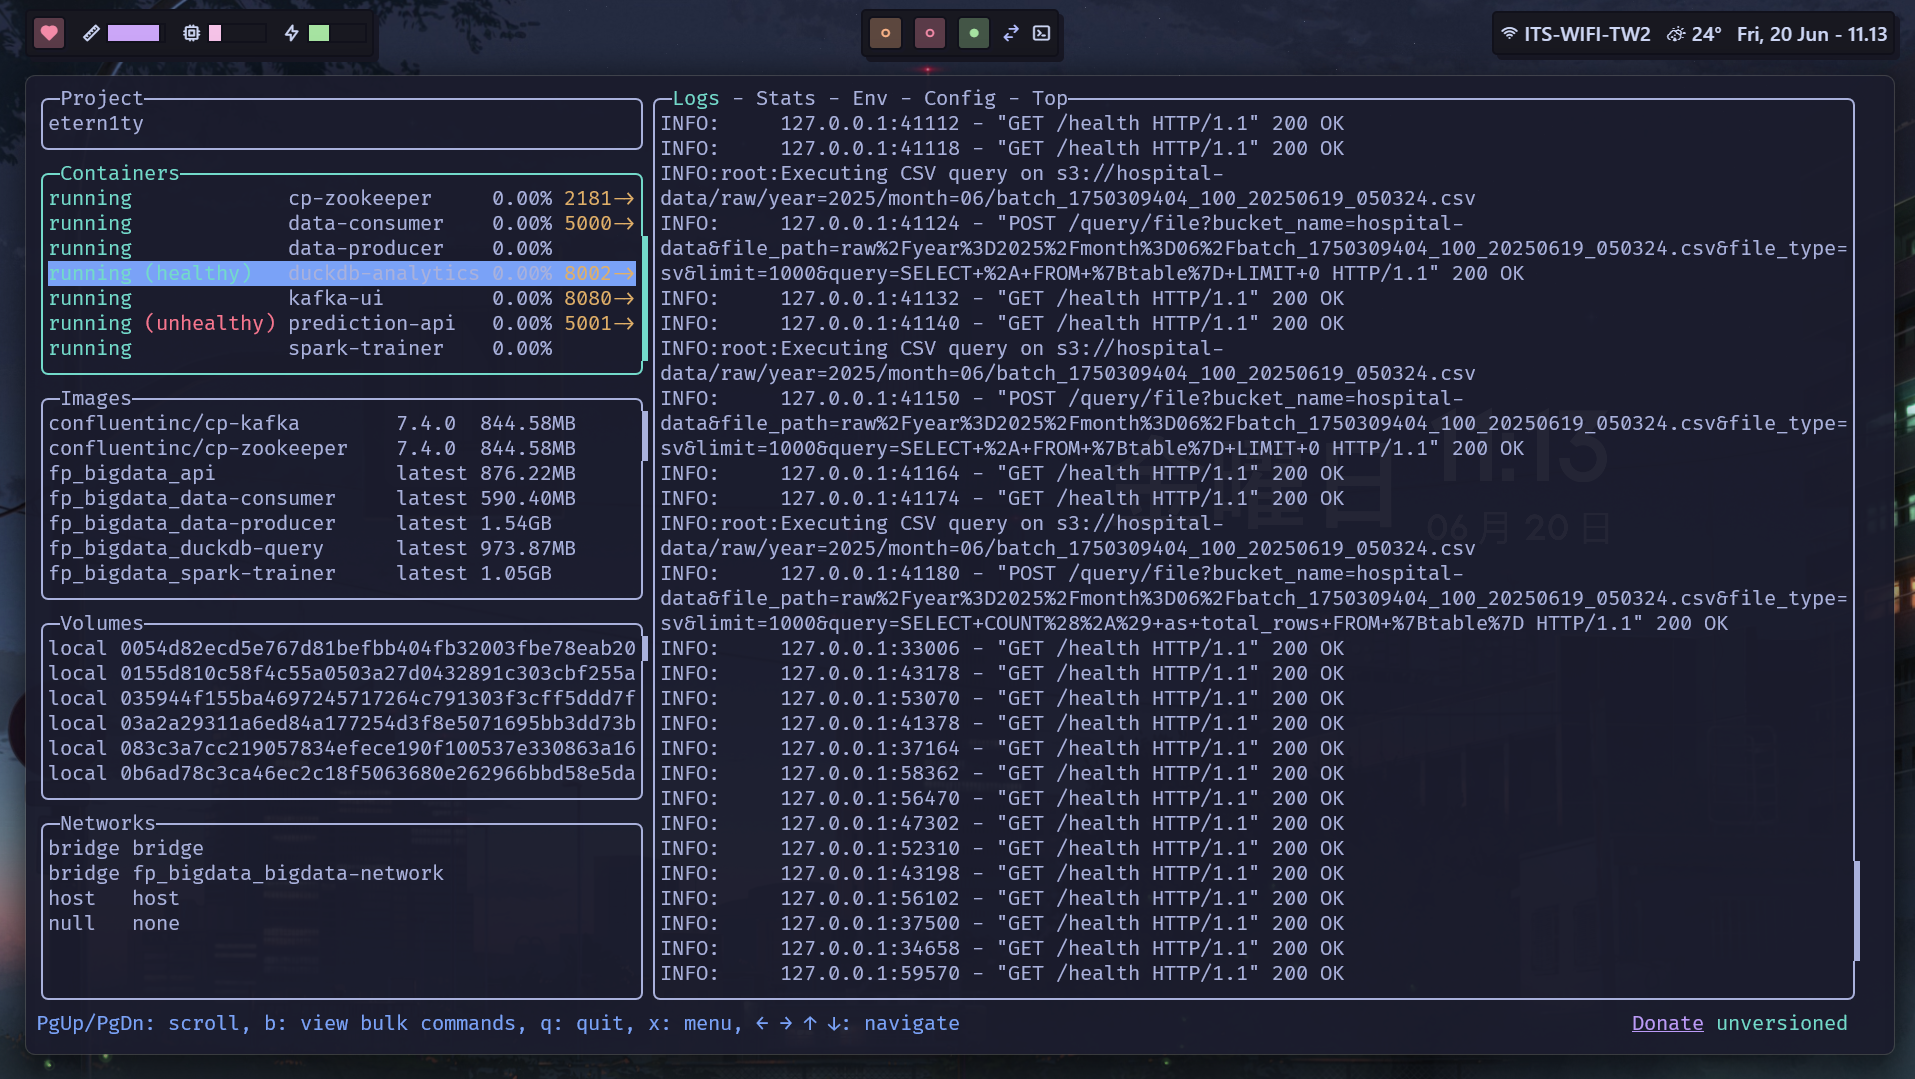 ITS-WIFI-TW2 24° Fri, 20 Jun - 11.13
Project
etern1ty
Containers
running cp-zookeeper 0.00% 2181→
running data-consumer 0.00% 5000→
running data-producer 0.00%
running (healthy) duckdb-analytics 0.00% 8002→
running kafka-ui 0.00% 8080→
running (unhealthy) prediction-api 0.00% 5001→
running spark-trainer 0.00%
Images
confluentinc/cp-kafka 7.4.0 844.58MB
confluentinc/cp-zookeeper 7.4.0 844.58MB
fp_bigdata_api latest 876.22MB
fp_bigdata_data-consumer latest 590.40MB
fp_bigdata_data-producer latest 1.54GB
fp_bigdata_duckdb-query latest 973.87MB
fp_bigdata_spark-trainer latest 1.05GB
Volumes
local 0054d82ecd5e767d81befbb404fb32003fbe78eab20
local 0155d810c58f4c55a0503a27d0432891c303cbf255a
local 035944f155ba4697245717264c791303f3cff5ddd7f
local 03a2a29311a6ed84a177254d3f8e5071695bb3dd73b
local 083c3a7cc219057834efece190f100537e330863a16
local 0b6ad78c3ca46ec2c18f5063680e262966bbd58e5da
Networks
bridge bridge
bridge fp_bigdata_bigdata-network
host host
null none
Logs - Stats - Env - Config - Top
INFO: 127.0.0.1:41112 - "GET /health HTTP/1.1" 200 OK
INFO: 127.0.0.1:41118 - "GET /health HTTP/1.1" 200 OK
INFO:root:Executing CSV query on s3://hospital-
data/raw/year=2025/month=06/batch_1750309404_100_20250619_050324.csv
INFO: 127.0.0.1:41124 - "POST /query/file?bucket_name=hospital-
data&file_path=raw%2Fyear%3D2025%2Fmonth%3D06%2Fbatch_1750309404_100_20250619_050324.csv&file_type=
sv&limit=1000&query=SELECT+%2A+FROM+%7Btable%7D+LIMIT+0 HTTP/1.1" 200 OK
INFO: 127.0.0.1:41132 - "GET /health HTTP/1.1" 200 OK
INFO: 127.0.0.1:41140 - "GET /health HTTP/1.1" 200 OK
INFO:root:Executing CSV query on s3://hospital-
data/raw/year=2025/month=06/batch_1750309404_100_20250619_050324.csv
INFO: 127.0.0.1:41150 - "POST /query/file?bucket_name=hospital-
data&file_path=raw%2Fyear%3D2025%2Fmonth%3D06%2Fbatch_1750309404_100_20250619_050324.csv&file_type=
sv&limit=1000&query=SELECT+%2A+FROM+%7Btable%7D+LIMIT+0 HTTP/1.1" 200 OK
INFO: 127.0.0.1:41164 - "GET /health HTTP/1.1" 200 OK
INFO: 127.0.0.1:41174 - "GET /health HTTP/1.1" 200 OK
INFO:root:Executing CSV query on s3://hospital-
data/raw/year=2025/month=06/batch_1750309404_100_20250619_050324.csv
INFO: 127.0.0.1:41180 - "POST /query/file?bucket_name=hospital-
data&file_path=raw%2Fyear%3D2025%2Fmonth%3D06%2Fbatch_1750309404_100_20250619_050324.csv&file_type=
sv&limit=1000&query=SELECT+COUNT%28%2A%29+as+total_rows+FROM+%7Btable%7D HTTP/1.1" 200 OK
INFO: 127.0.0.1:33006 - "GET /health HTTP/1.1" 200 OK
INFO: 127.0.0.1:43178 - "GET /health HTTP/1.1" 200 OK
INFO: 127.0.0.1:53070 - "GET /health HTTP/1.1" 200 OK
INFO: 127.0.0.1:41378 - "GET /health HTTP/1.1" 200 OK
INFO: 127.0.0.1:37164 - "GET /health HTTP/1.1" 200 OK
INFO: 127.0.0.1:58362 - "GET /health HTTP/1.1" 200 OK
INFO: 127.0.0.1:56470 - "GET /health HTTP/1.1" 200 OK
INFO: 127.0.0.1:47302 - "GET /health HTTP/1.1" 200 OK
INFO: 127.0.0.1:52310 - "GET /health HTTP/1.1" 200 OK
INFO: 127.0.0.1:43198 - "GET /health HTTP/1.1" 200 OK
INFO: 127.0.0.1:56102 - "GET /health HTTP/1.1" 200 OK
INFO: 127.0.0.1:37500 - "GET /health HTTP/1.1" 200 OK
INFO: 127.0.0.1:34658 - "GET /health HTTP/1.1" 200 OK
INFO: 127.0.0.1:59570 - "GET /health HTTP/1.1" 200 OK
金曜日 11.13
06月20日
PgUp/PgDn: scroll, b: view bulk commands, q: quit, x: menu, ← → ↑ ↓: navigate
Donate unversioned